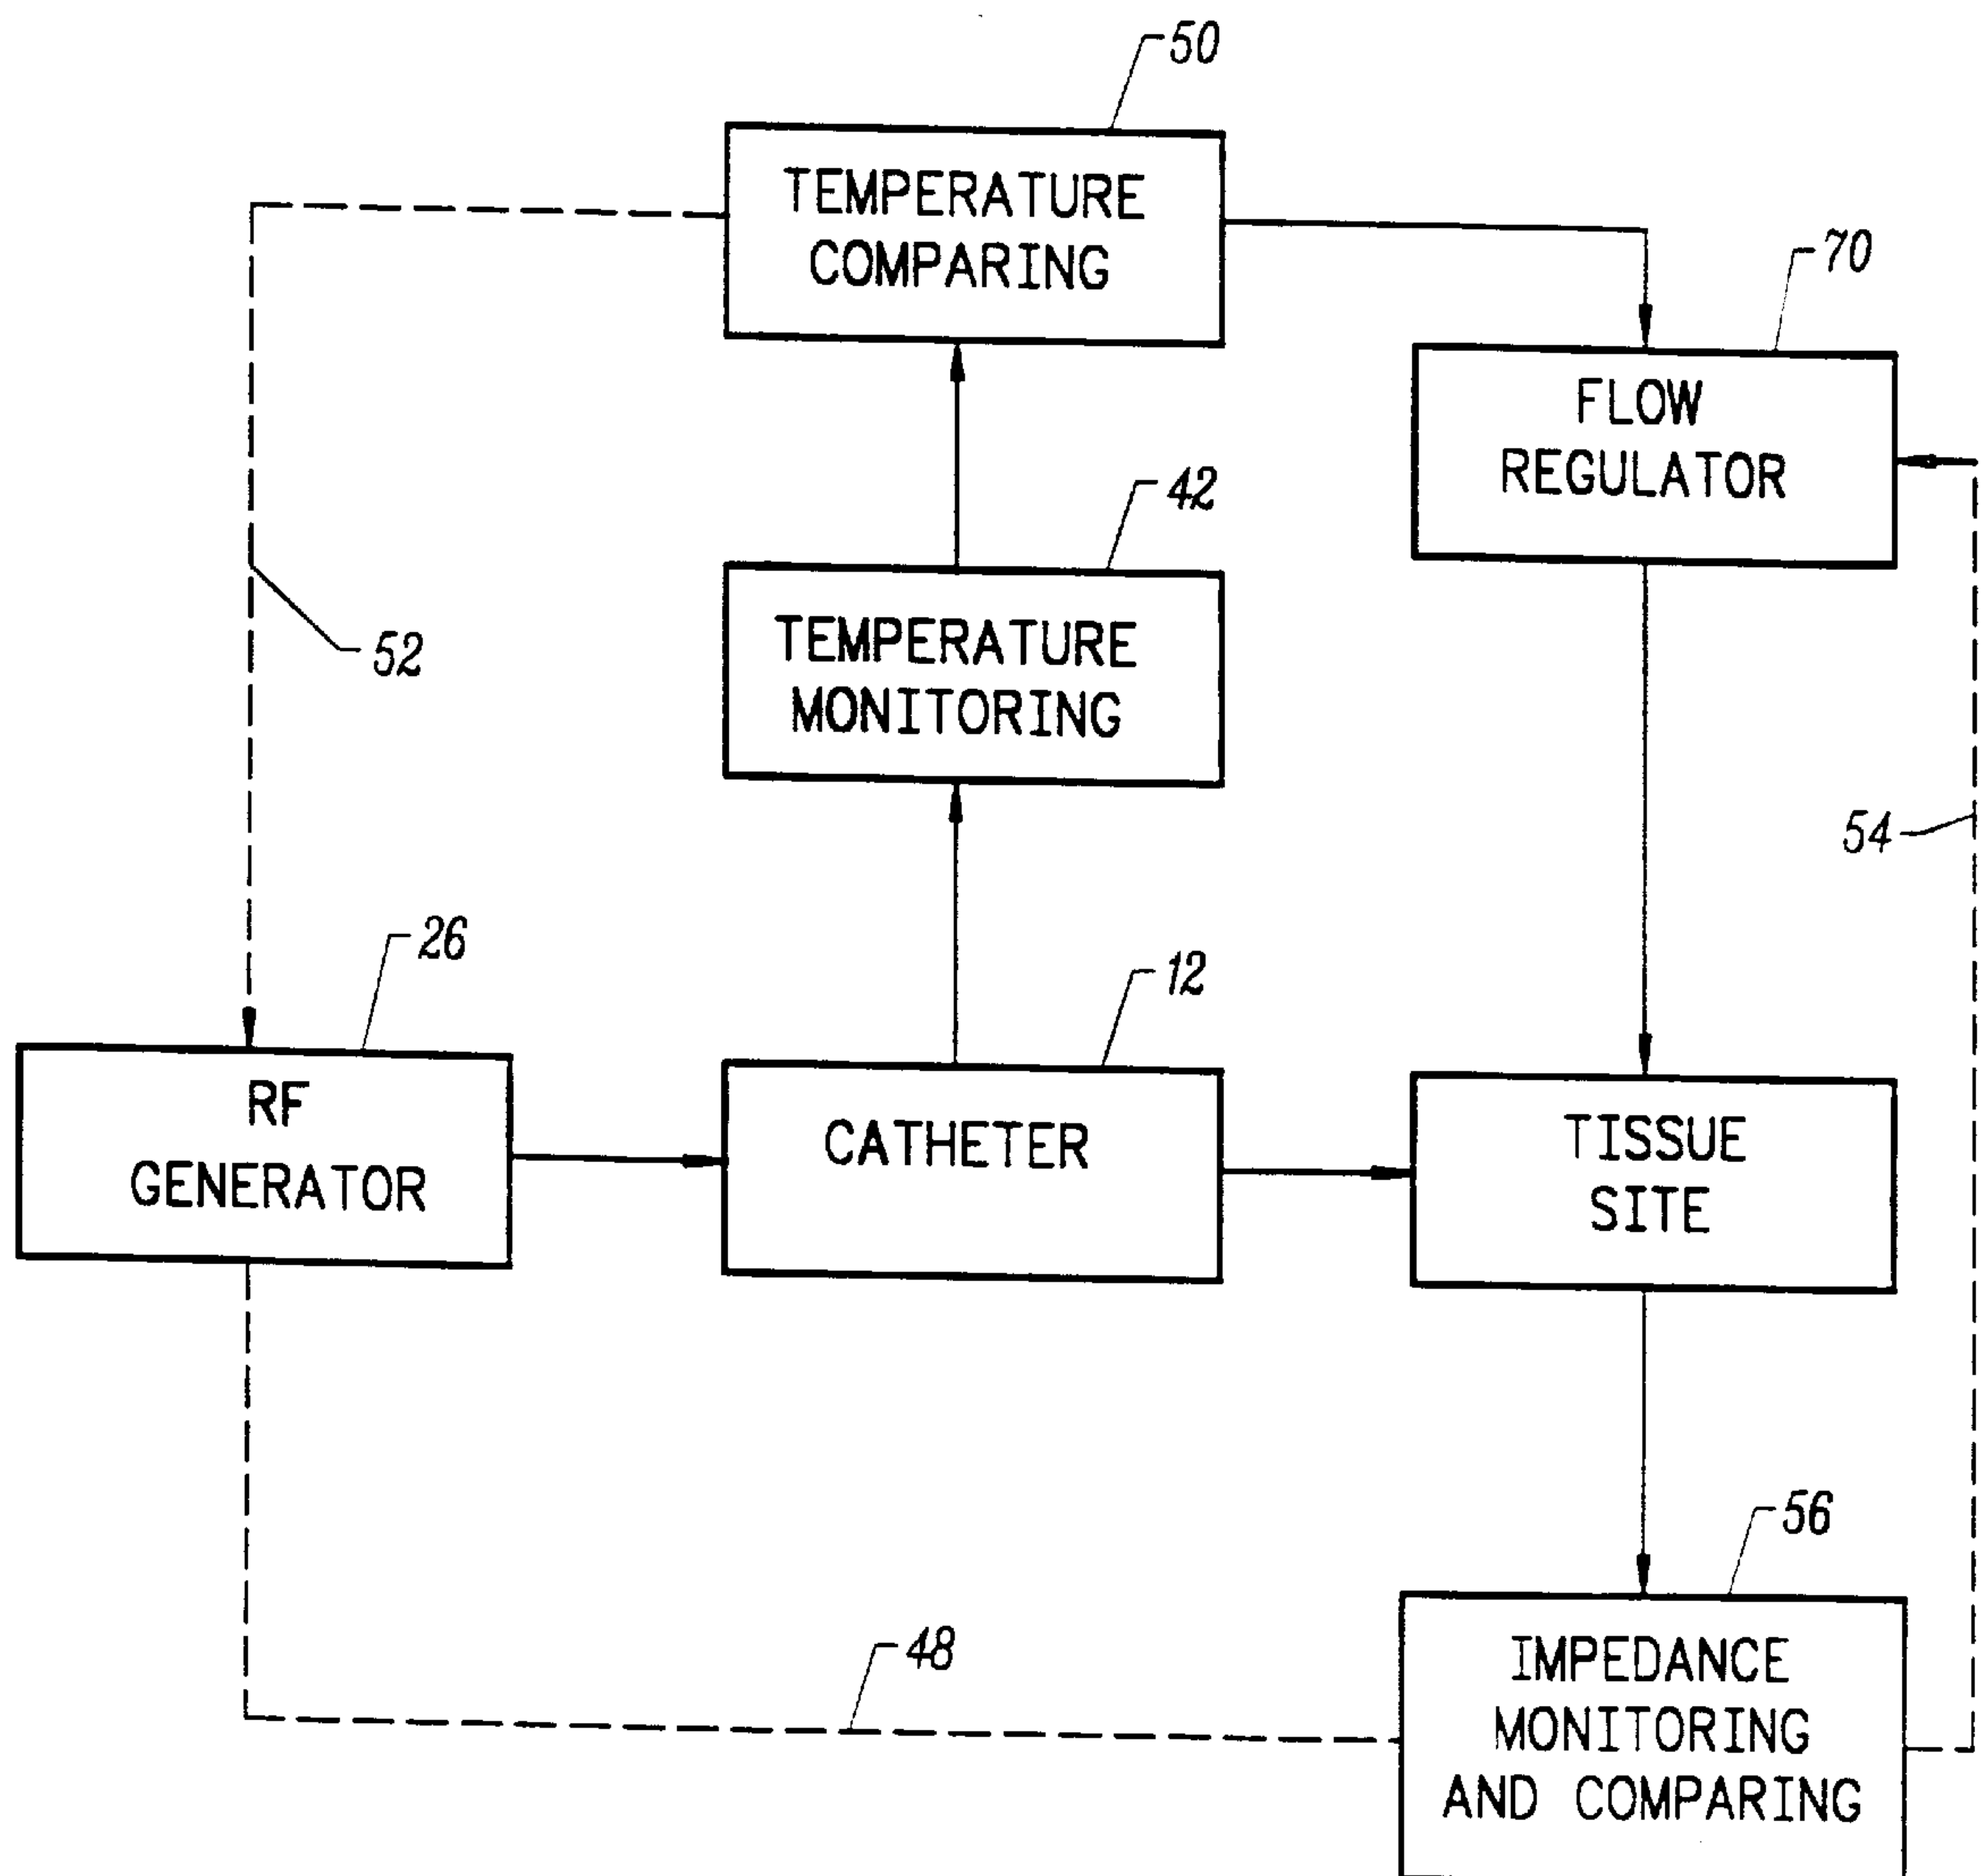 50
TEMPERATURE
COMPARING
70
FLOW
REGULATOR
42
TEMPERATURE
MONITORING
52
54
26
RF
GENERATOR
12
CATHETER
TISSUE
SITE
56
IMPEDANCE
MONITORING
AND COMPARING
48